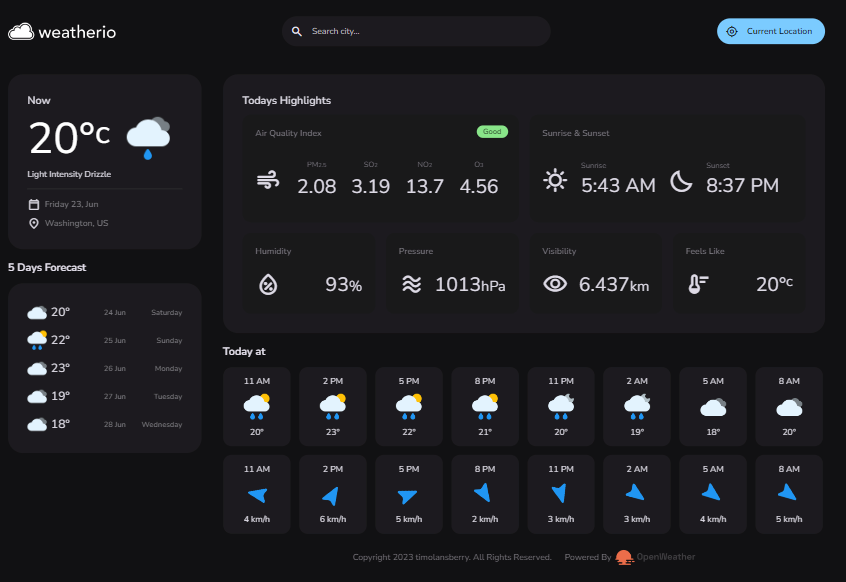 weatherio
Search city...
Current Location
Now
20°C
Light Intensity Drizzle
Friday 23, Jun
Washington, US
5 Days Forecast
20° 24 Jun Saturday
22° 25 Jun Sunday
23° 26 Jun Monday
19° 27 Jun Tuesday
18° 28 Jun Wednesday
Todays Highlights
Air Quality Index Good
PM2.5 SO2 NO2 O3
2.08 3.19 13.7 4.56
Sunrise & Sunset
Sunrise Sunset
5:43 AM 8:37 PM
Humidity
93%
Pressure
1013hPa
Visibility
6.437km
Feels Like
20°C
Today at
11 AM 2 PM 5 PM 8 PM 11 PM 2 AM 5 AM 8 AM
20° 23° 22° 21° 20° 19° 18° 20°
11 AM 2 PM 5 PM 8 PM 11 PM 2 AM 5 AM 8 AM
4 km/h 6 km/h 5 km/h 2 km/h 3 km/h 3 km/h 4 km/h 5 km/h
Copyright 2023 timolansberry. All Rights Reserved. Powered By OpenWeather